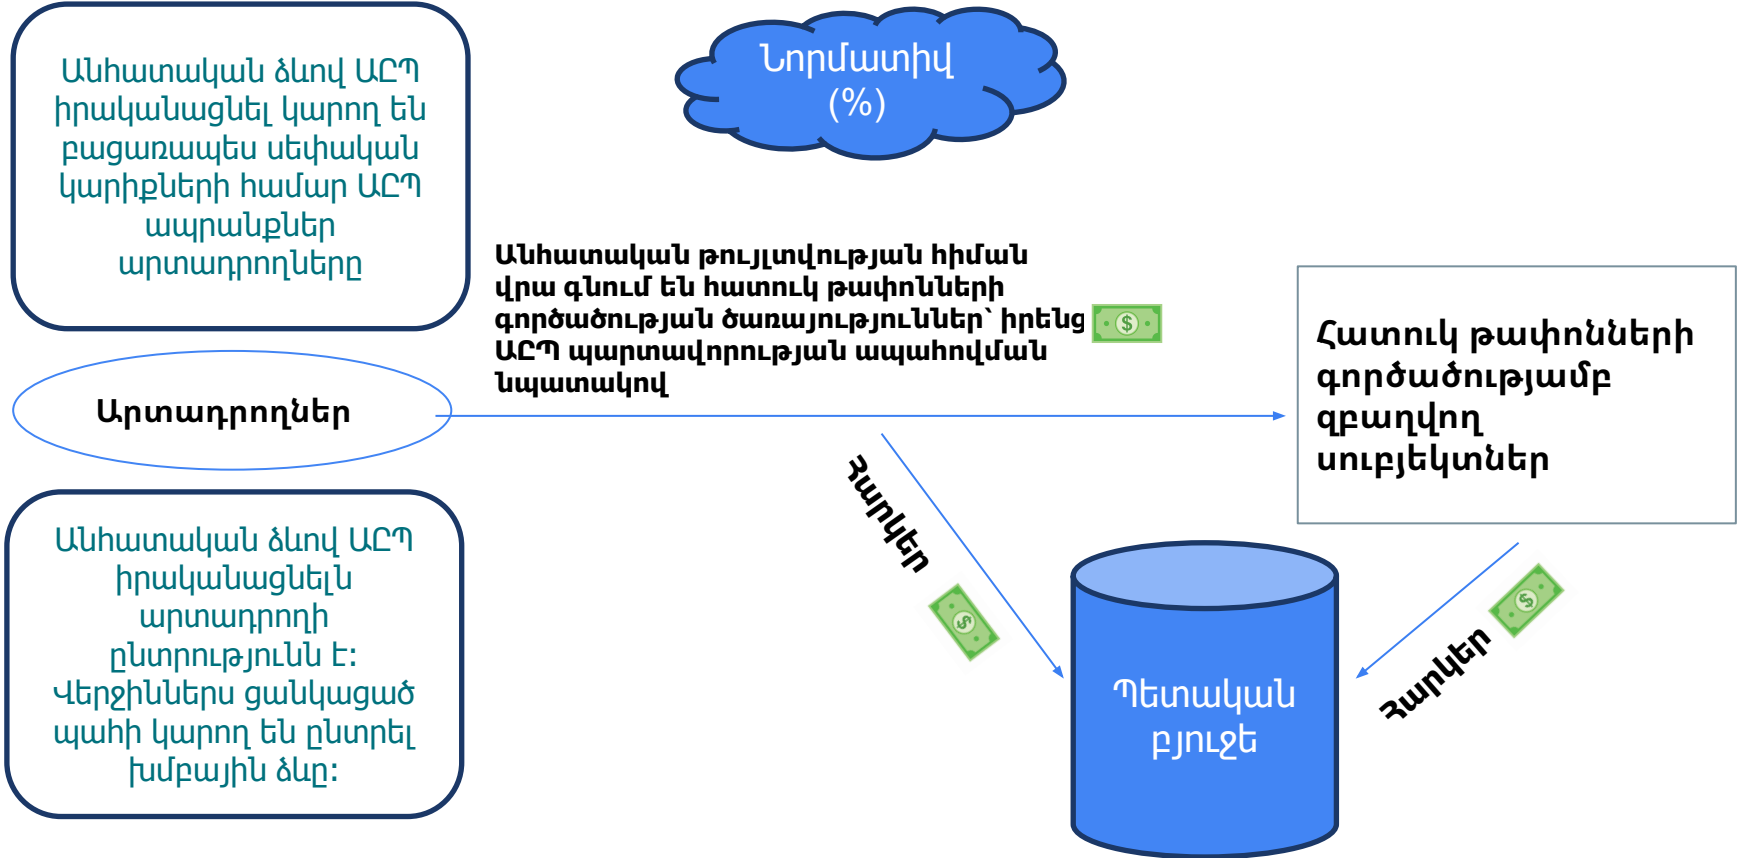 Անհատական ձևով ԱԸՊ
իրականացնել կարող են
բացառապես սեփական
կարիքների համար ԱԸՊ
ապրանքներ
արտադրողները
Նորմատիվ
(%)
Անհատական թույլտվության հիման
վրա գնում են հատուկ թափոնների
գործածության ծառայություններ՝ իրենց
ԱԸՊ պարտավորության ապահովման
նպատակով
Արտադրողներ
Հատուկ թափոնների
գործածությամբ
զբաղվող
սուբյեկտներ
Հարկեր
Հարկեր
Պետական
բյուջե
Անհատական ձևով ԱԸՊ
իրականացնելն
արտադրողի
ընտրությունն է:
Վերջիններս ցանկացած
պահի կարող են ընտրել
խմբային ձևը: